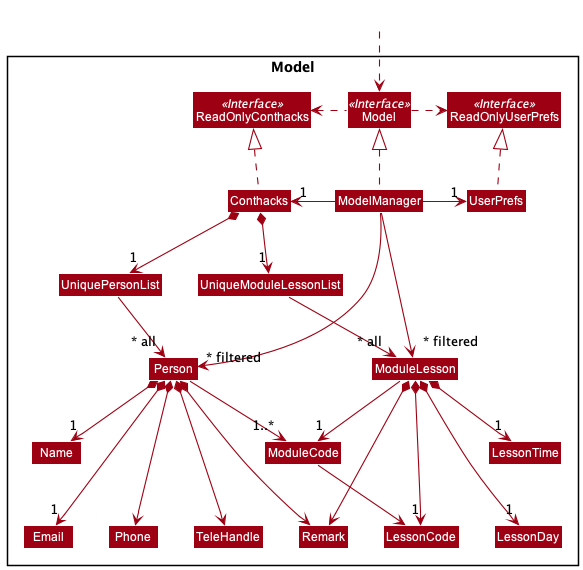 Model
«Interface»
ReadOnlyConthacks
«Interface»
Model
«Interface»
ReadOnlyUserPrefs
Conthacks
1
ModelManager
1
UserPrefs
1
1
UniquePersonList
UniqueModuleLessonList
* all
* filtered
* all
* filtered
Person
ModuleLesson
1
1..*
1
1
Name
ModuleCode
LessonTime
1
1
1
Email
Phone
TeleHandle
Remark
LessonCode
LessonDay